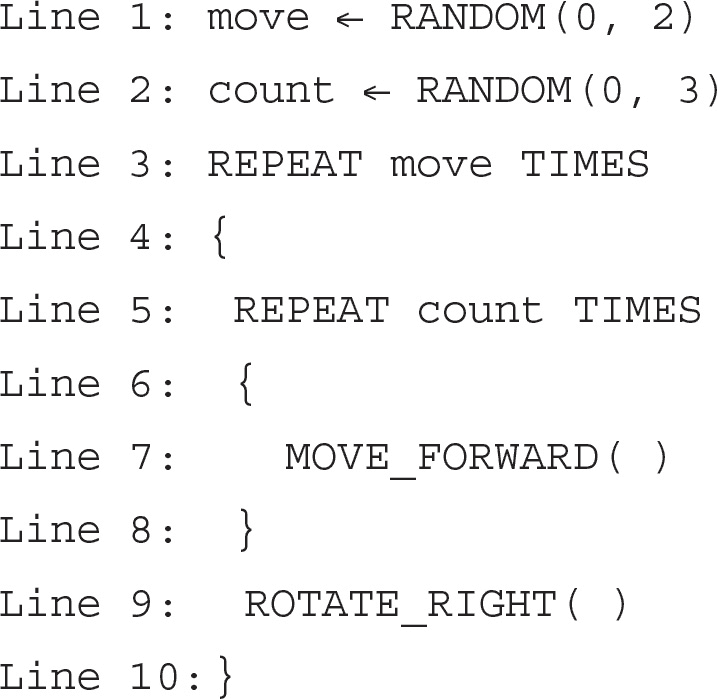 Line 1: move ← RANDOM(0, 2)
Line 2: count ← RANDOM(0, 3)
Line 3: REPEAT move TIMES
Line 4: {
Line 5:  REPEAT count TIMES
Line 6:  {
Line 7:    MOVE_FORWARD( )
Line 8:  }
Line 9:  ROTATE_RIGHT( )
Line 10:}